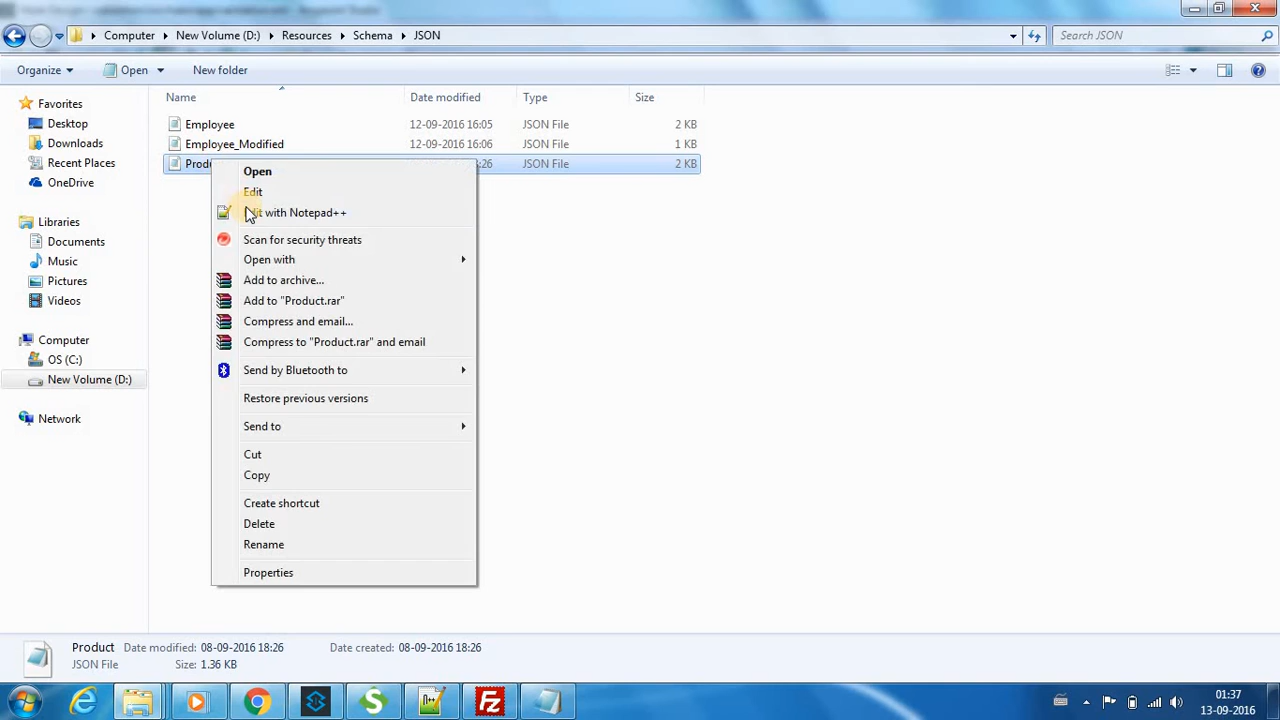 Computer New Volume (D:) Resources Schema JSON
Search JSON
Organize Open New folder
Name Date modified Type Size
Favorites
Desktop
Downloads
Recent Places
OneDrive
Libraries
Documents
Music
Pictures
Videos
Computer
OS (C:)
New Volume (D:)
Network
Employee 12-09-2016 16:05 JSON File 2 KB
Employee_Modified 12-09-2016 16:06 JSON File 1 KB
JSON File 2 KB
Open
Edit
with Notepad++
Scan for security threats
Open with
Add to archive...
Add to "Product.rar"
Compress and email...
Compress to "Product.rar" and email
Send by Bluetooth to
Restore previous versions
Send to
Cut
Copy
Create shortcut
Delete
Rename
Properties
Product Date modified: 08-09-2016 18:26 Date created: 08-09-2016 18:26
JSON File Size: 1.36 KB
01:37
13-09-2016